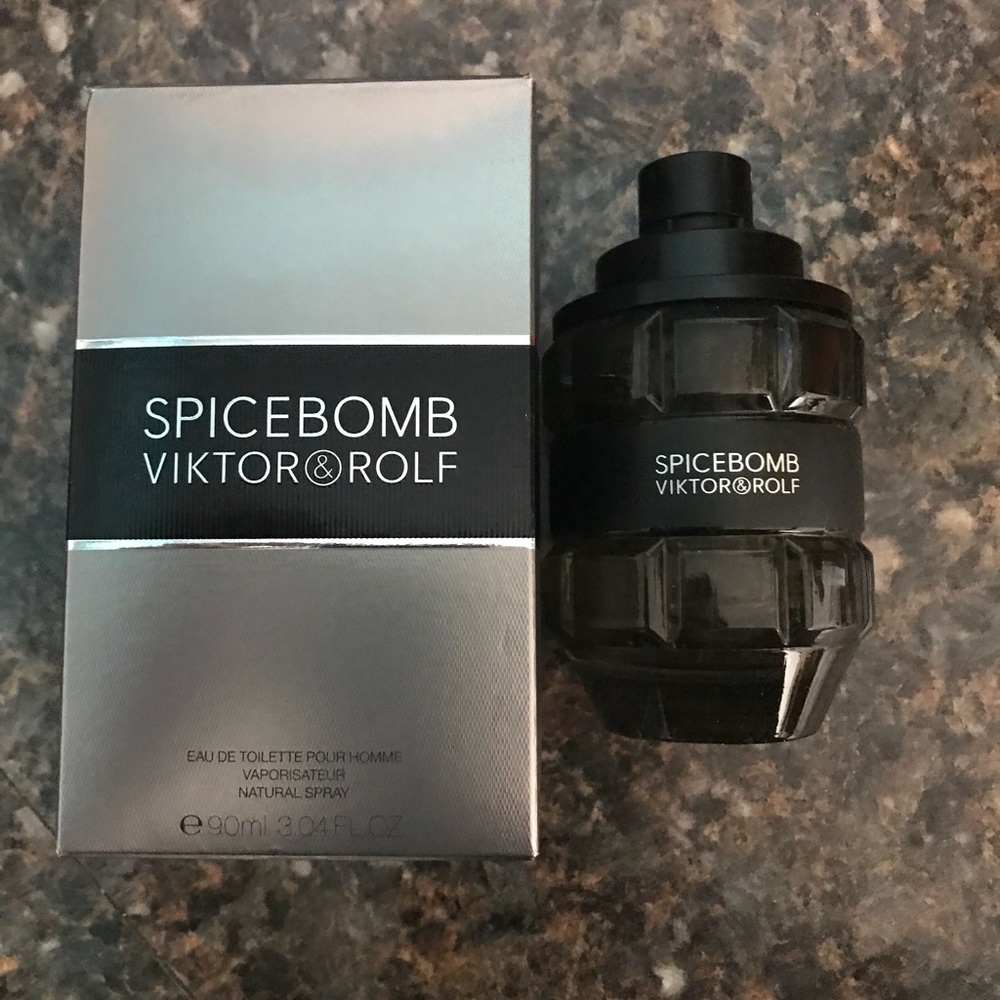 SPICEBOMB
VIKTOR&ROLF
EAU DE TOILETTE POUR HOMME
VAPORISATEUR
NATURAL SPRAY
℮ 90ml 3.04 FL.OZ
SPICEBOMB
VIKTOR&ROLF